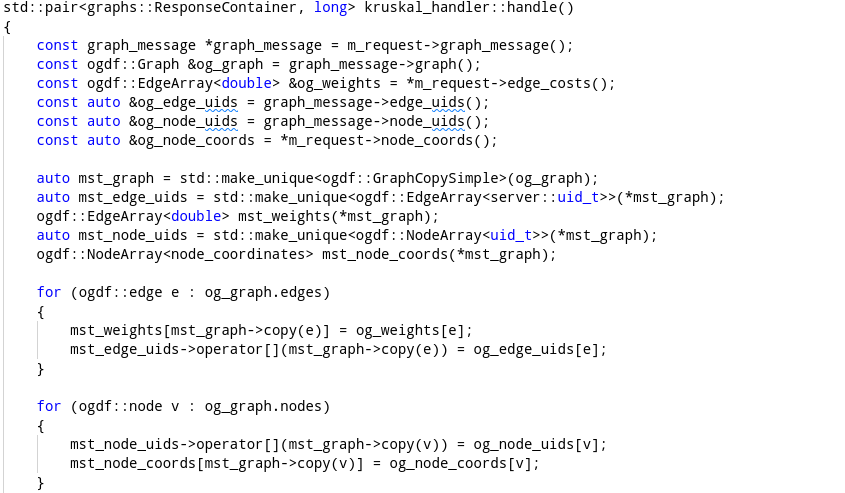 std::pair<graphs::ResponseContainer, long> kruskal_handler::handle()
{
    const graph_message *graph_message = m_request->graph_message();
    const ogdf::Graph &og_graph = graph_message->graph();
    const ogdf::EdgeArray<double> &og_weights = *m_request->edge_costs();
    const auto &og_edge_uids = graph_message->edge_uids();
    const auto &og_node_uids = graph_message->node_uids();
    const auto &og_node_coords = *m_request->node_coords();

    auto mst_graph = std::make_unique<ogdf::GraphCopySimple>(og_graph);
    auto mst_edge_uids = std::make_unique<ogdf::EdgeArray<server::uid_t>>(*mst_graph);
    ogdf::EdgeArray<double> mst_weights(*mst_graph);
    auto mst_node_uids = std::make_unique<ogdf::NodeArray<uid_t>>(*mst_graph);
    ogdf::NodeArray<node_coordinates> mst_node_coords(*mst_graph);

    for (ogdf::edge e : og_graph.edges)
    {
        mst_weights[mst_graph->copy(e)] = og_weights[e];
        mst_edge_uids->operator[](mst_graph->copy(e)) = og_edge_uids[e];
    }

    for (ogdf::node v : og_graph.nodes)
    {
        mst_node_uids->operator[](mst_graph->copy(v)) = og_node_uids[v];
        mst_node_coords[mst_graph->copy(v)] = og_node_coords[v];
    }